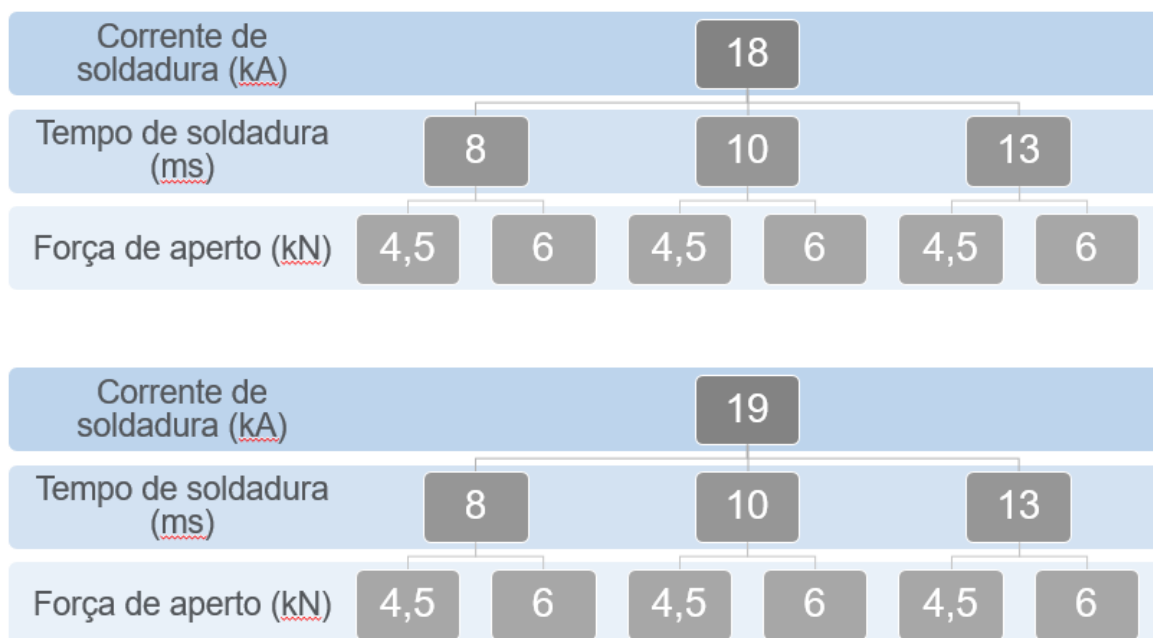 Corrente de
soldadura (kA)
18
Tempo de soldadura
(ms)
8 10 13
Força de aperto (kN)
4,5 6 4,5 6 4,5 6
Corrente de
soldadura (kA)
19
Tempo de soldadura
(ms)
8 10 13
Força de aperto (kN)
4,5 6 4,5 6 4,5 6